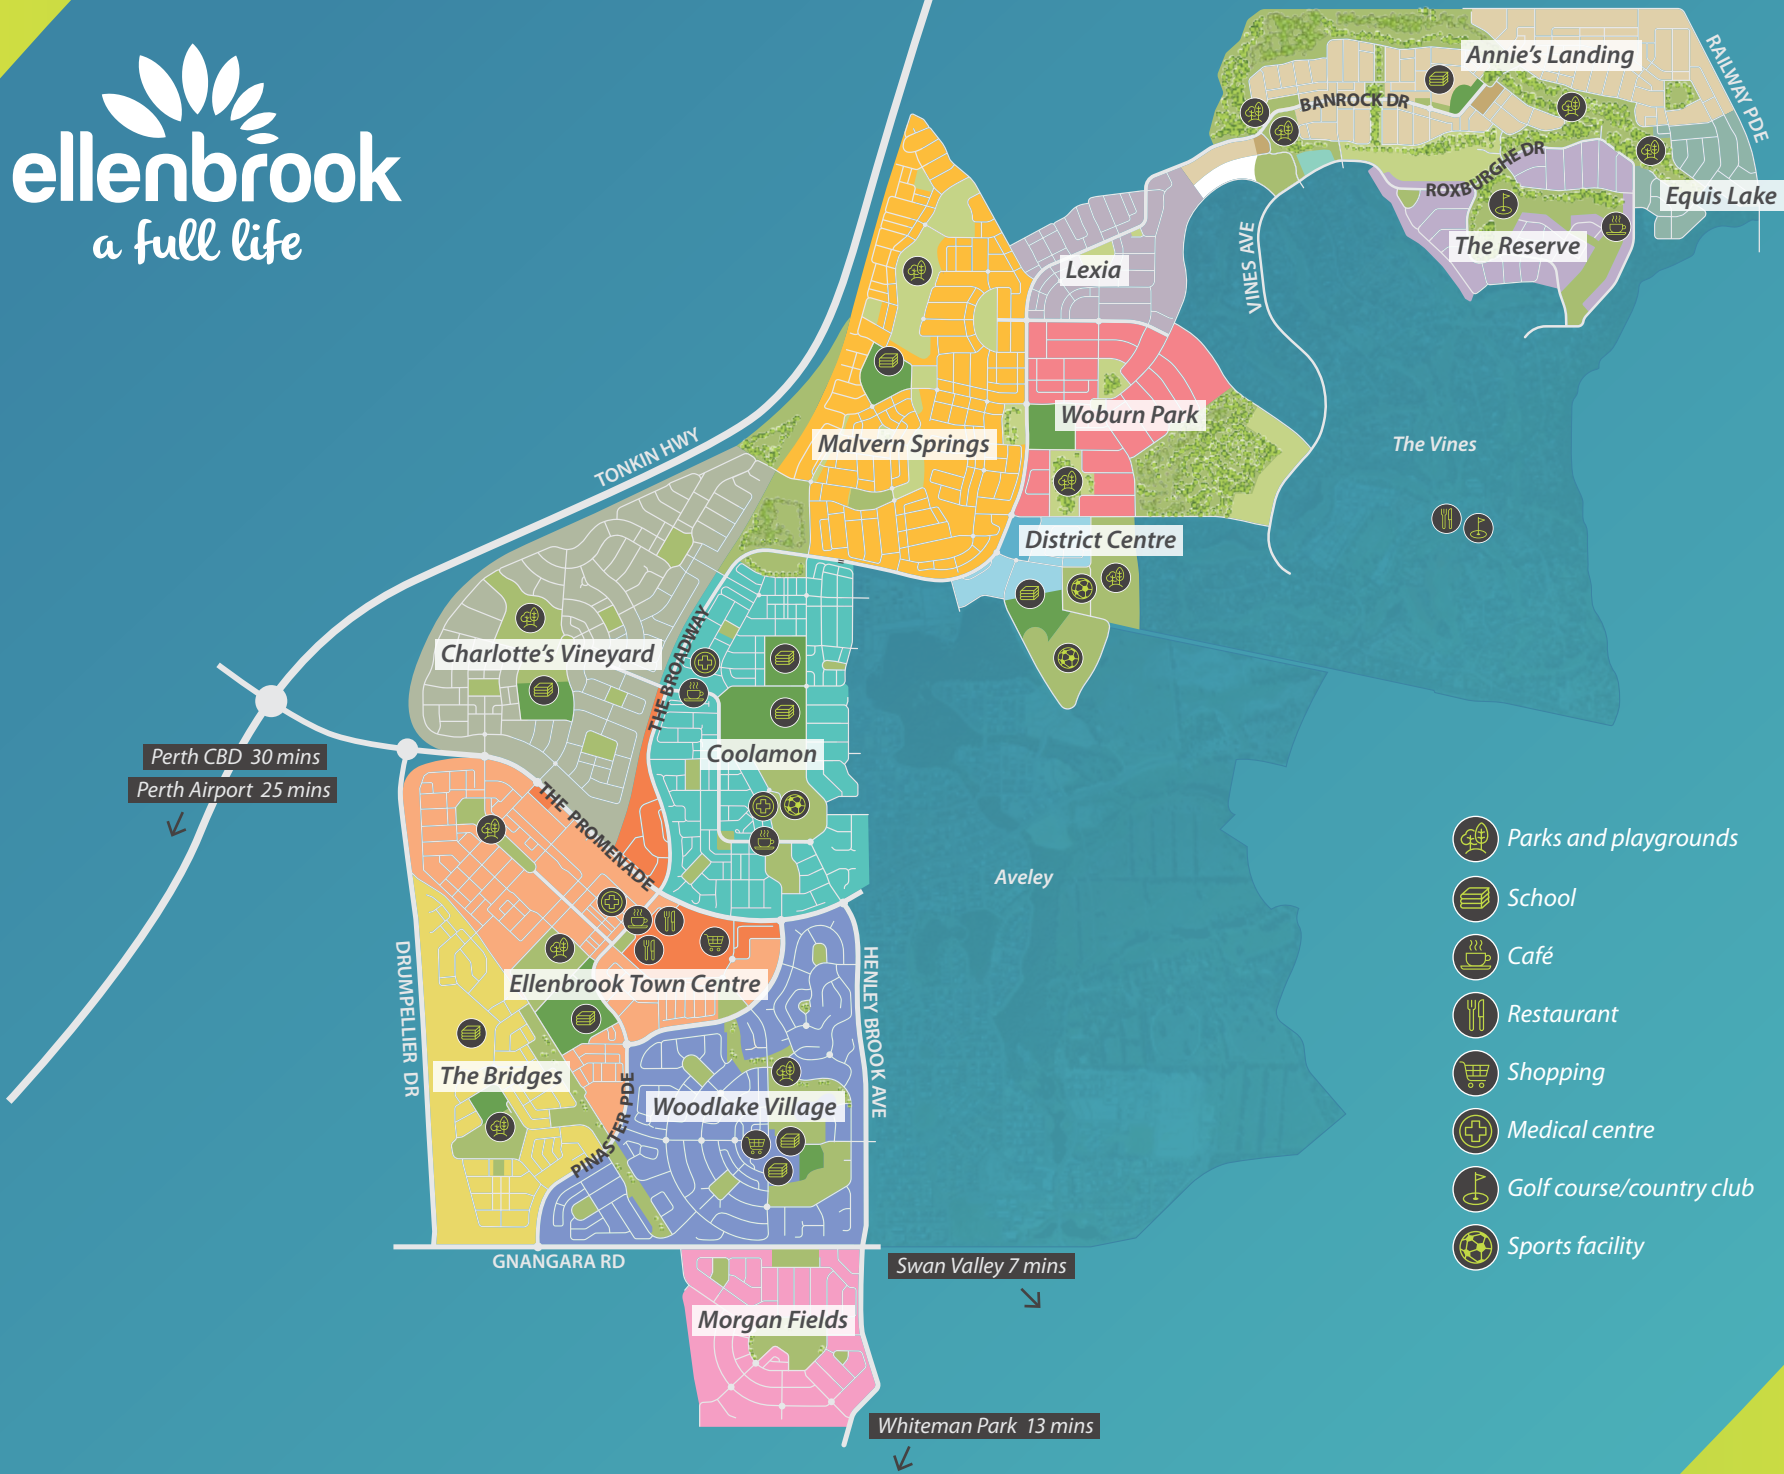 ellenbrook
a full life
Annie's Landing
RAILWAY PDE
BANROCK DR
ROXBURGHE DR
Equis Lake
The Reserve
VINES AVE
Lexia
Woburn Park
Malvern Springs
TONKIN HWY
The Vines
District Centre
Charlotte's Vineyard
THE BROADWAY
Coolamon
Perth CBD 30 mins
Perth Airport 25 mins
THE PROMENADE
Aveley
DRUMPELLIER DR
HENLEY BROOK AVE
Ellenbrook Town Centre
The Bridges
PINASTER PDE
Woodlake Village
GNANGARA RD
Swan Valley 7 mins
Morgan Fields
Whiteman Park 13 mins
Parks and playgrounds
School
Café
Restaurant
Shopping
Medical centre
Golf course/country club
Sports facility